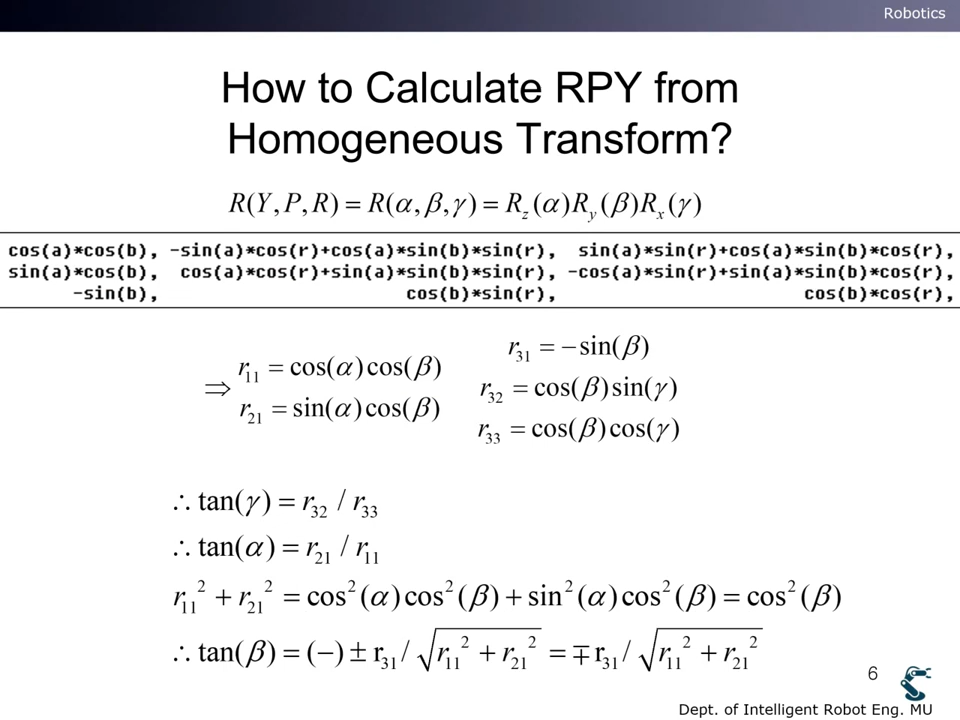 Robotics
How to Calculate RPY from
Homogeneous Transform?
R(Y, P, R) = R(α, β, γ) = R_z(α)R_y(β)R_x(γ)
cos(a)*cos(b), -sin(a)*cos(r)+cos(a)*sin(b)*sin(r), sin(a)*sin(r)+cos(a)*sin(b)*cos(r),
sin(a)*cos(b), cos(a)*cos(r)+sin(a)*sin(b)*sin(r), -cos(a)*sin(r)+sin(a)*sin(b)*cos(r),
-sin(b), cos(b)*sin(r), cos(b)*cos(r),
⇒
r₁₁ = cos(α)cos(β)
r₂₁ = sin(α)cos(β)
r₃₁ = −sin(β)
r₃₂ = cos(β)sin(γ)
r₃₃ = cos(β)cos(γ)
∴ tan(γ) = r₃₂ / r₃₃
∴ tan(α) = r₂₁ / r₁₁
r₁₁² + r₂₁² = cos²(α)cos²(β) + sin²(α)cos²(β) = cos²(β)
∴ tan(β) = (−) ± r₃₁ / √(r₁₁² + r₂₁²) = ∓ r₃₁ / √(r₁₁² + r₂₁²)
6
Dept. of Intelligent Robot Eng. MU